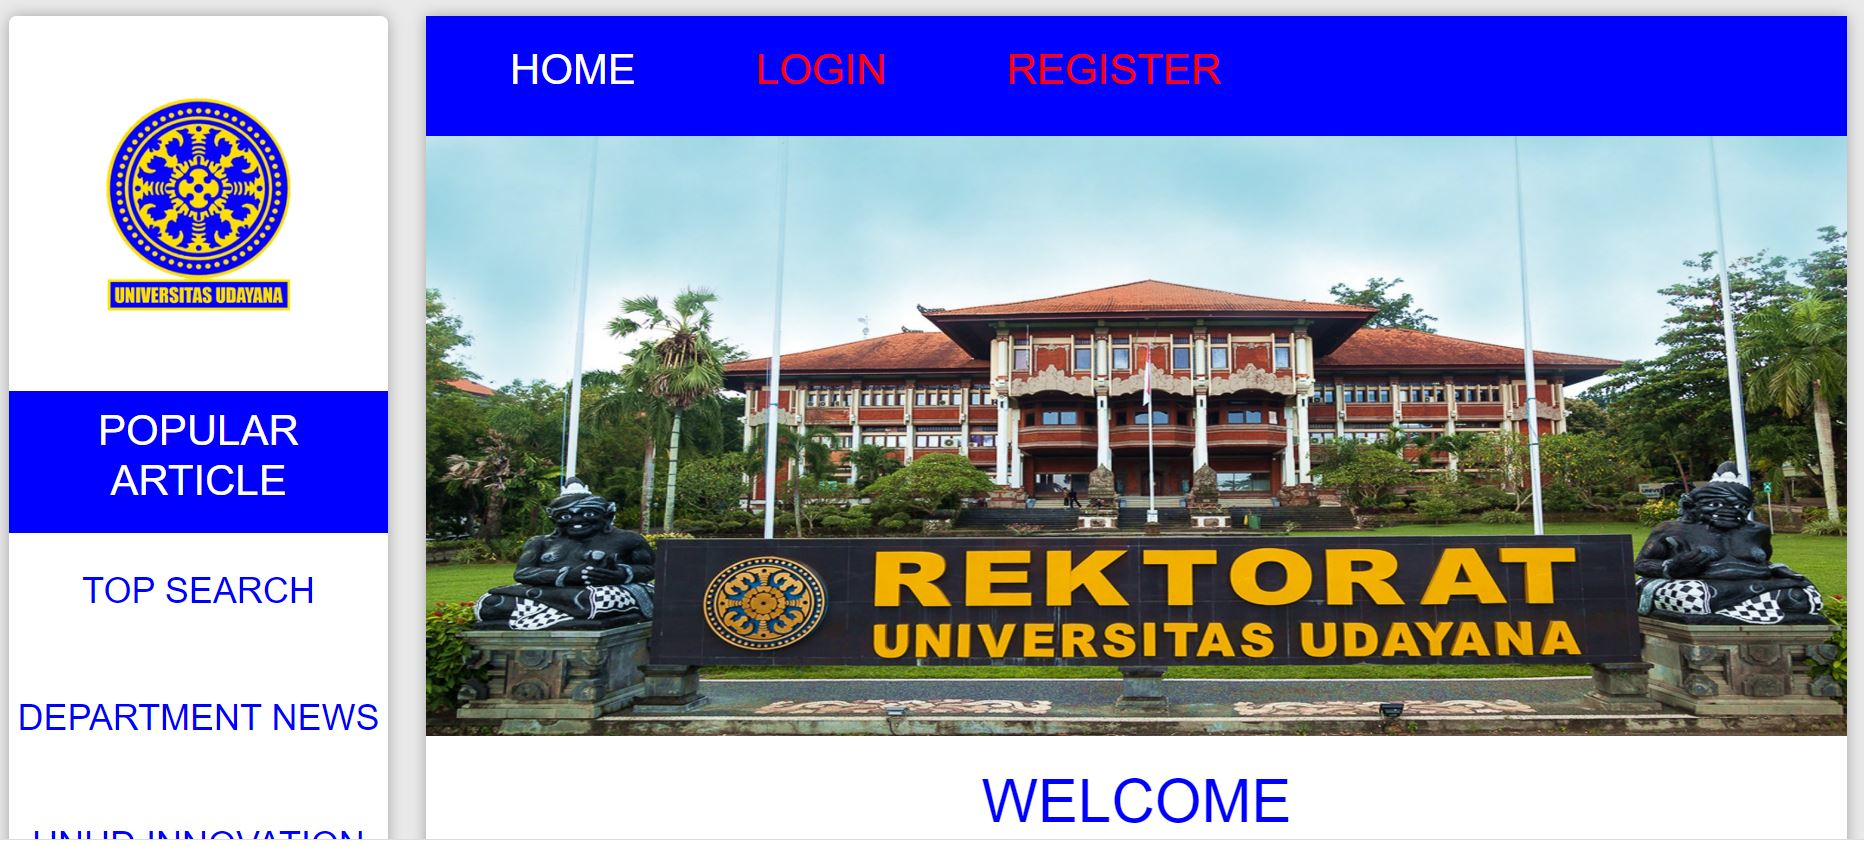 HOME LOGIN REGISTER
UNIVERSITAS UDAYANA
POPULAR
ARTICLE
TOP SEARCH
DEPARTMENT NEWS
REKTORAT
UNIVERSITAS UDAYANA
WELCOME